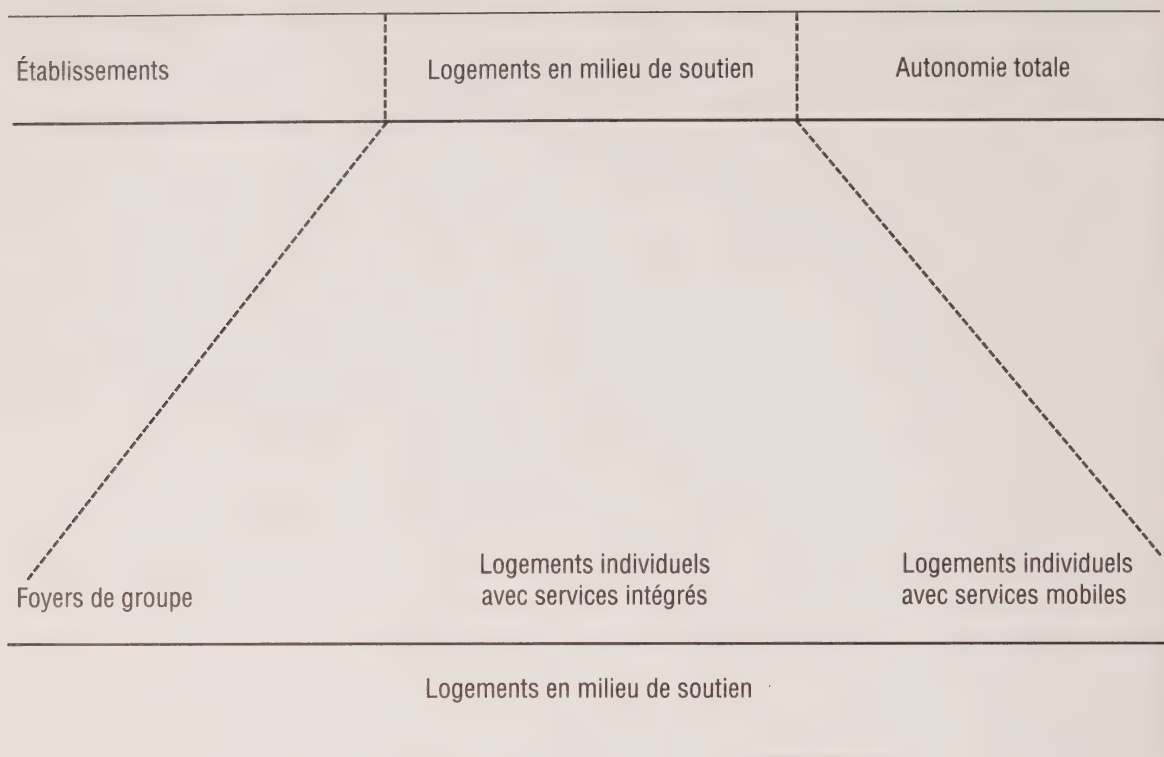 Établissements
Logements en milieu de soutien
Autonomie totale
Foyers de groupe
Logements individuels
avec services intégrés
Logements individuels
avec services mobiles
Logements en milieu de soutien